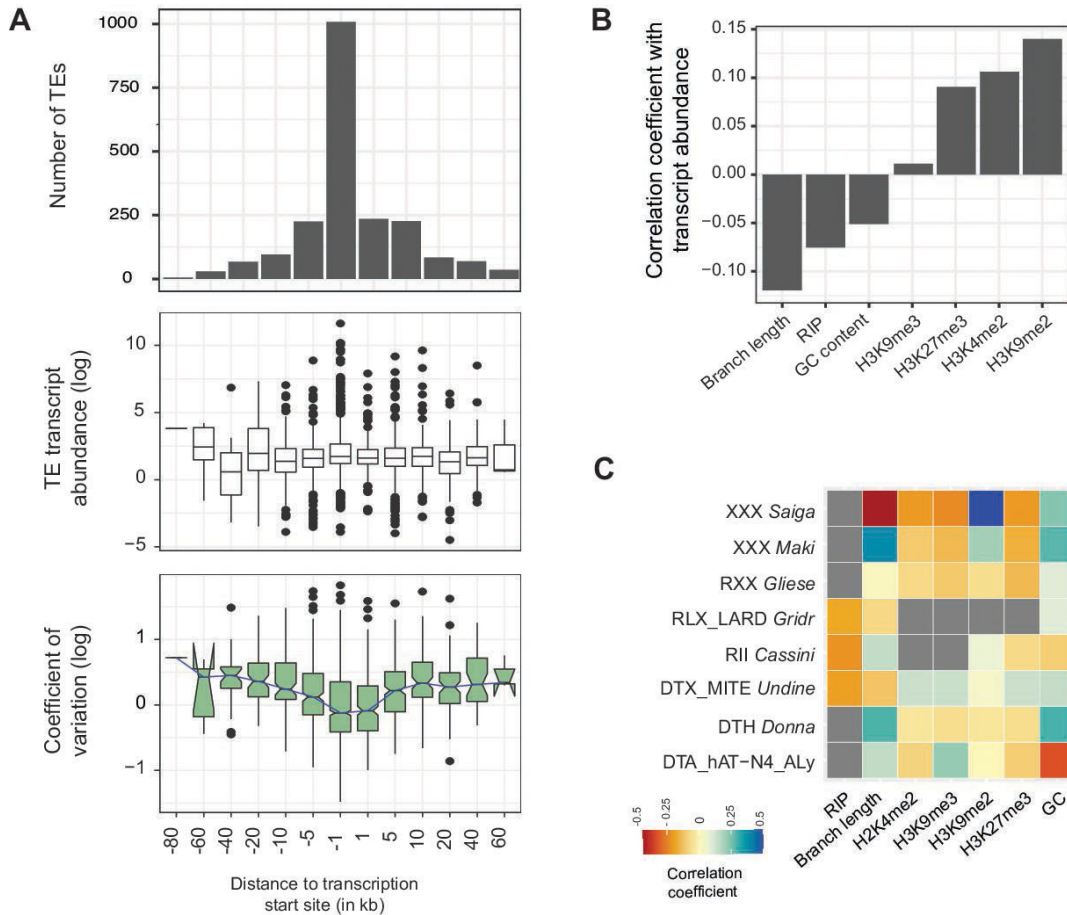 A
Number of TEs
1000
750
500
250
0
TE transcript
abundance (log)
10
5
0
−5
Coefficient of
variation (log)
1
0
−1
-80
-60
-40
-20
-10
-5
-1
1
5
10
20
40
60
Distance to transcription
start site (in kb)
B
Correlation coefficient with
transcript abundance
0.15
0.10
0.05
0.00
−0.05
−0.10
Branch length
RIP
GC content
H3K9me3
H3K27me3
H3K4me2
H3K9me2
C
XXX Saiga
XXX Maki
RXX Gliese
RLX_LARD Gridr
RII Cassini
DTX_MITE Undine
DTH Donna
DTA_hAT-N4_ALy
RIP
Branch length
H2K4me2
H3K9me3
H3K9me2
H3K27me3
GC
-0.5
-0.25
0
0.25
0.5
Correlation
coefficient